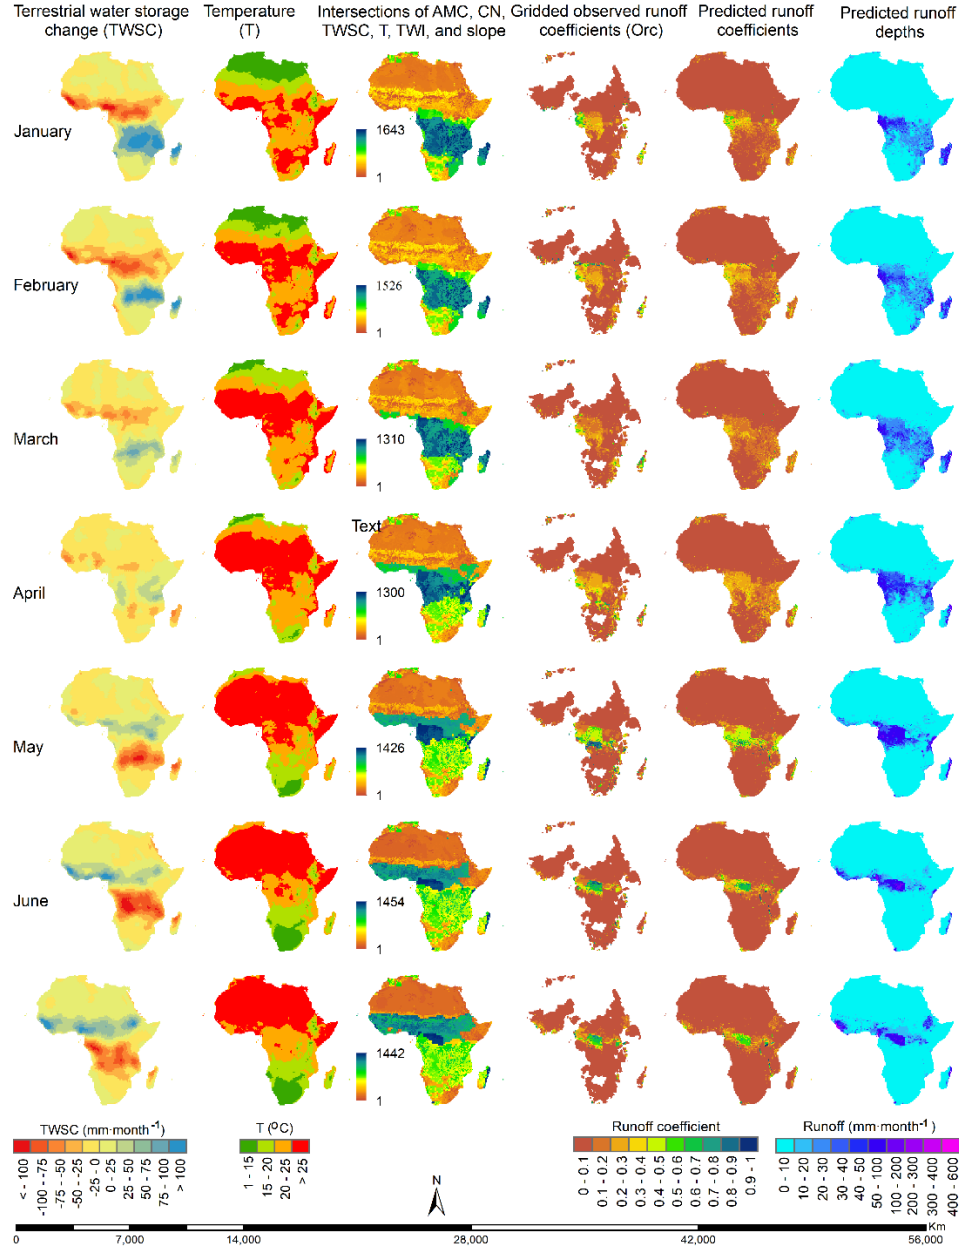 Terrestrial water storage
change (TWSC)
Temperature
(T)
Intersections of AMC, CN,
TWSC, T, TWI, and slope
Gridded observed runoff
coefficients (Orc)
Predicted runoff
coefficients
Predicted runoff
depths
January
1643
1
February
1526
1
March
1310
1
Text
April
1300
1
May
1426
1
June
1454
1
1442
1
TWSC (mm·month⁻¹)
< -100
-100 - -75
-75 - -50
-50 - -25
-25 - 0
0 - 25
25 - 50
50 - 75
75 - 100
> 100
T (ºC)
1 - 15
15 - 20
20 - 25
> 25
Runoff coefficient
0 - 0.1
0.1 - 0.2
0.2 - 0.3
0.3 - 0.4
0.4 - 0.5
0.5 - 0.6
0.6 - 0.7
0.7 - 0.8
0.8 - 0.9
0.9 - 1
Runoff (mm·month⁻¹)
0 - 10
10 - 20
20 - 30
30 - 40
40 - 50
50 - 100
100 - 200
200 - 300
300 - 400
400 - 600
N
Km
0 7,000 14,000 28,000 42,000 56,000